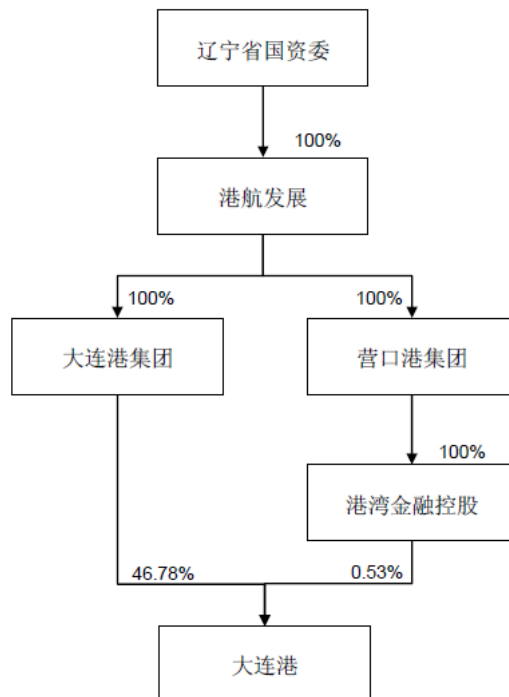 辽宁省国资委
100%
港航发展
100%
100%
大连港集团
营口港集团
100%
港湾金融控股
46.78%
0.53%
大连港